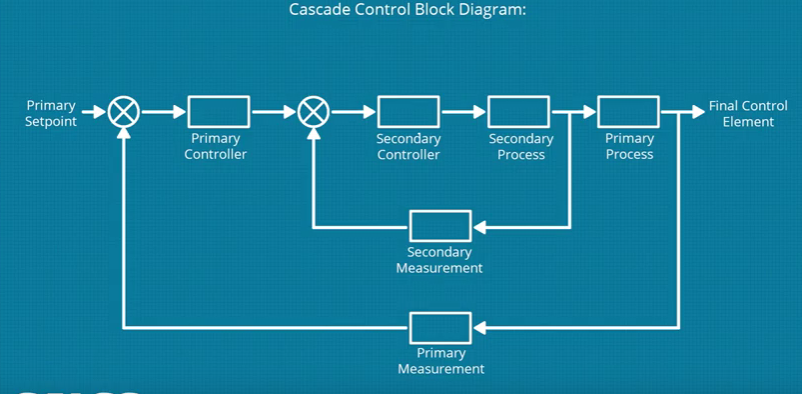 Cascade Control Block Diagram:
Primary
Setpoint
Primary
Controller
Secondary
Controller
Secondary
Process
Primary
Process
Final Control
Element
Secondary
Measurement
Primary
Measurement